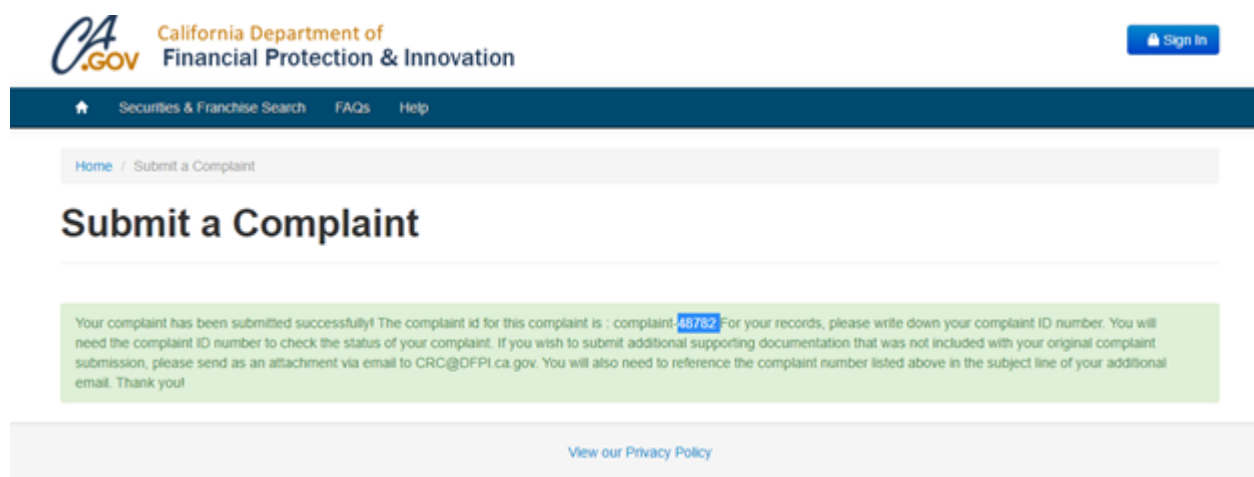 CA
.GOV
California Department of
Financial Protection & Innovation
Sign In
Securities & Franchise Search FAQs Help
Home / Submit a Complaint
Submit a Complaint
Your complaint has been submitted successfully! The complaint id for this complaint is : complaint-48782 For your records, please write down your complaint ID number. You will
need the complaint ID number to check the status of your complaint. If you wish to submit additional supporting documentation that was not included with your original complaint
submission, please send as an attachment via email to CRC@DFPI.ca.gov. You will also need to reference the complaint number listed above in the subject line of your additional
email. Thank you!
View our Privacy Policy